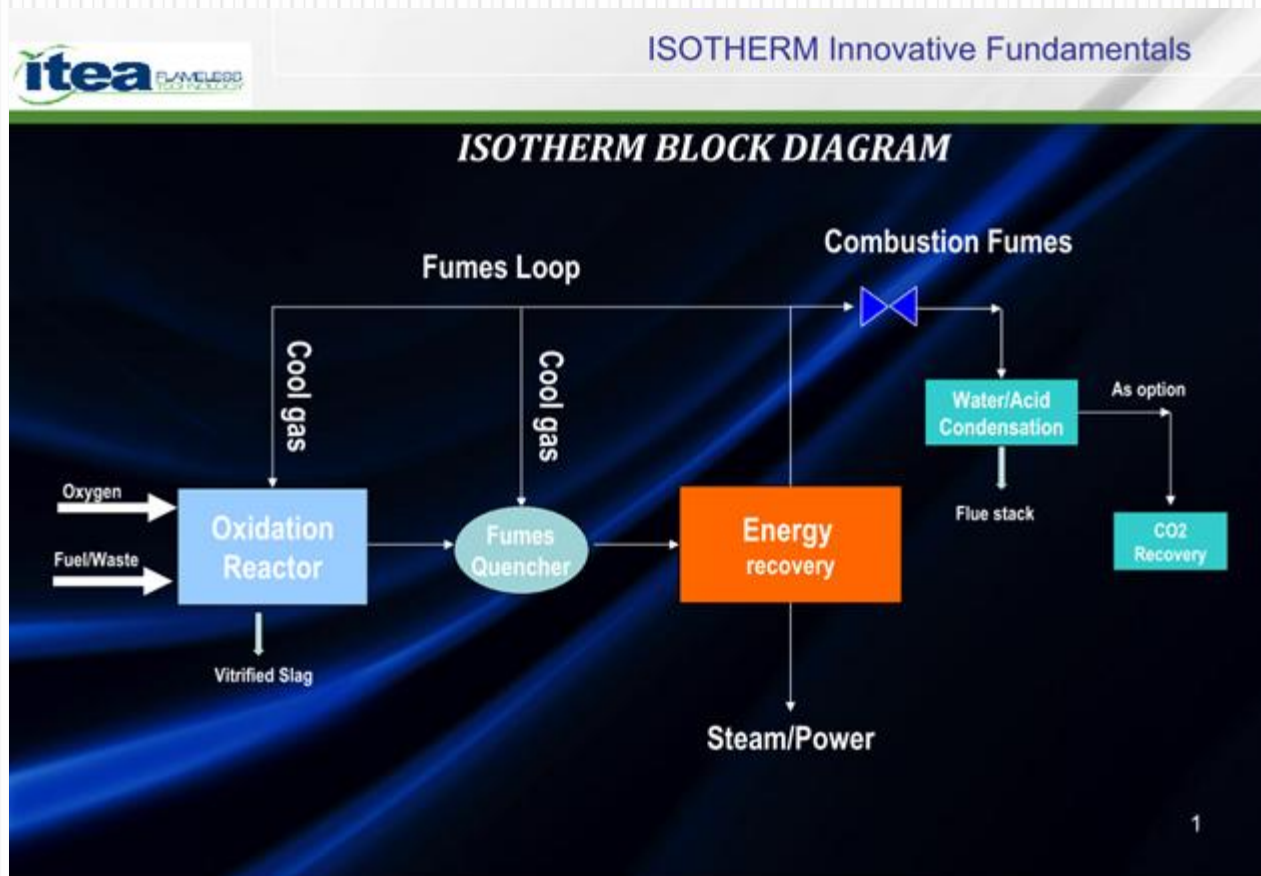 itea FLAMELESS
TECHNOLOGY
ISOTHERM Innovative Fundamentals
ISOTHERM BLOCK DIAGRAM
Combustion Fumes
Fumes Loop
Cool gas
Cool gas
Water/Acid
Condensation
As option
Oxygen
Fuel/Waste
Oxidation
Reactor
Fumes
Quencher
Energy
recovery
Flue stack
CO2
Recovery
Vitrified Slag
Steam/Power
1